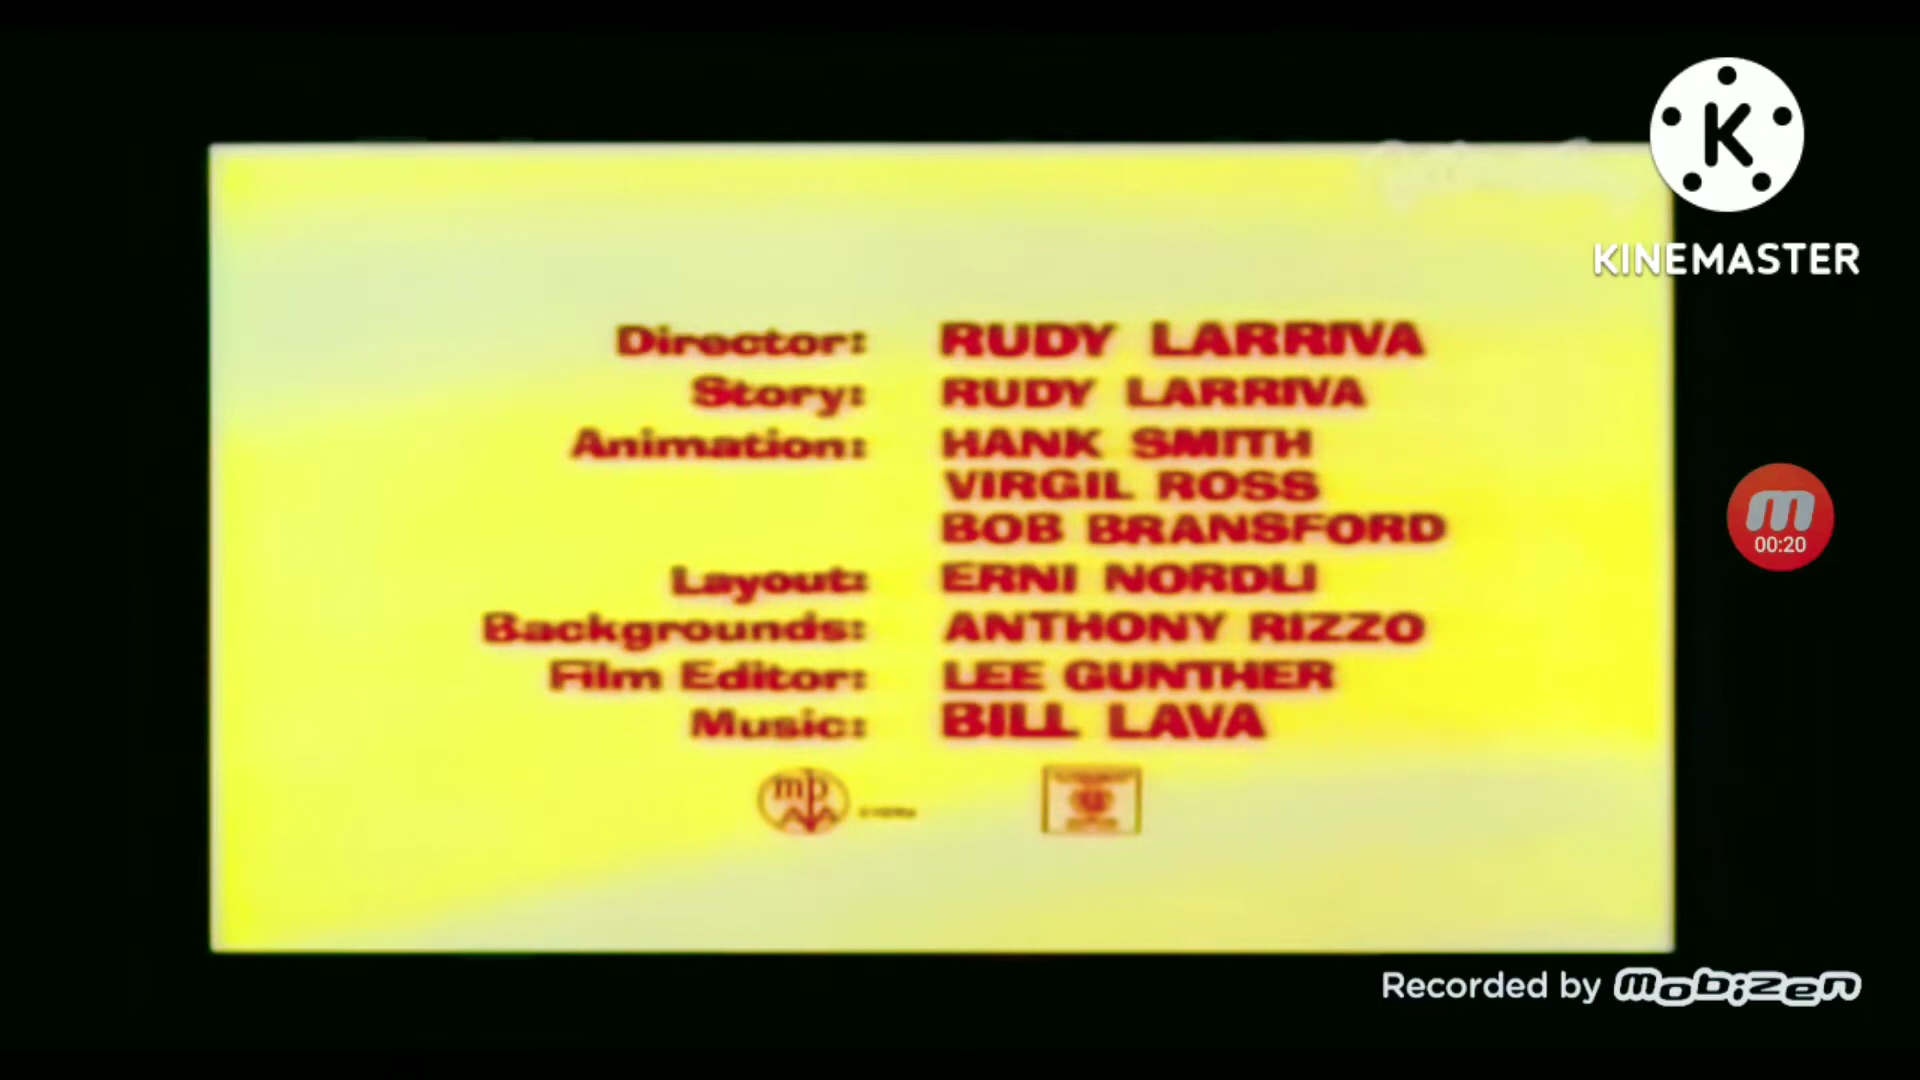 K
KINEMASTER
Director: RUDY LARRIVA
Story: RUDY LARRIVA
Animation: HANK SMITH
VIRGIL ROSS
BOB BRANSFORD
m
00:20
Layout: ERNI NORDLI
Backgrounds: ANTHONY RIZZO
Film Editor: LEE GUNTHER
Music: BILL LAVA
Recorded by mobizen